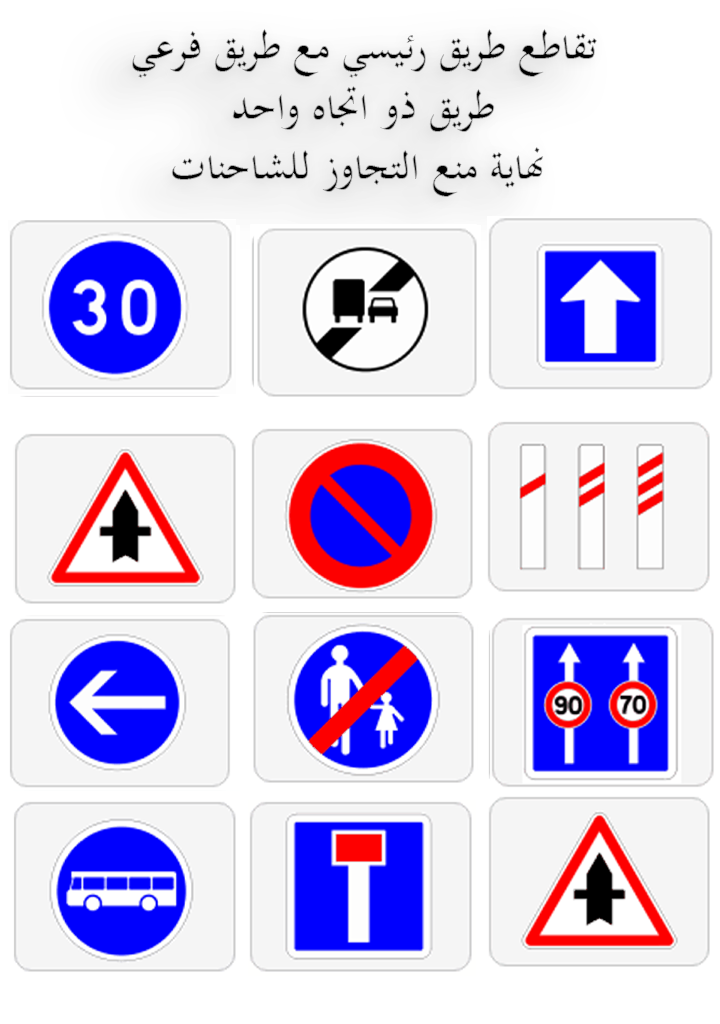 تقاطع طريق رئيسي مع طريق فرعي
طريق ذو اتجاه واحد
نهاية منع التجاوز للشاحنات
30
90 70